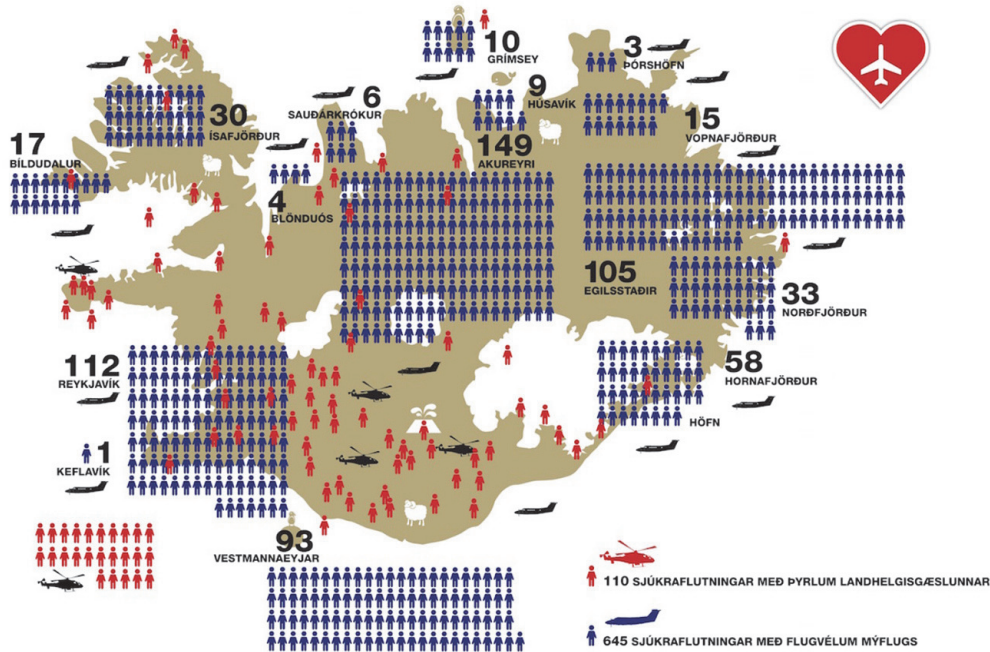 10
GRÍMSEY
3
ÞÓRSHÖFN
9
HÚSAVÍK
6
SAUÐÁRKRÓKUR
30
ÍSAFJÖRÐUR
15
VOPNAFJÖRÐUR
17
BÍLDUDALUR
149
AKUREYRI
4
BLÖNDUÓS
105
EGILSSTAÐIR
33
NORÐFJÖRÐUR
112
REYKJAVÍK
58
HORNAFJÖRÐUR
HÖFN
1
KEFLAVÍK
93
VESTMANNAEYJAR
110 SJÚKRAFLUTNINGAR MEÐ ÞYRLUM LANDHELGISGÆSLUNNAR
645 SJÚKRAFLUTNINGAR MEÐ FLUGVÉLUM MÝFLUGS